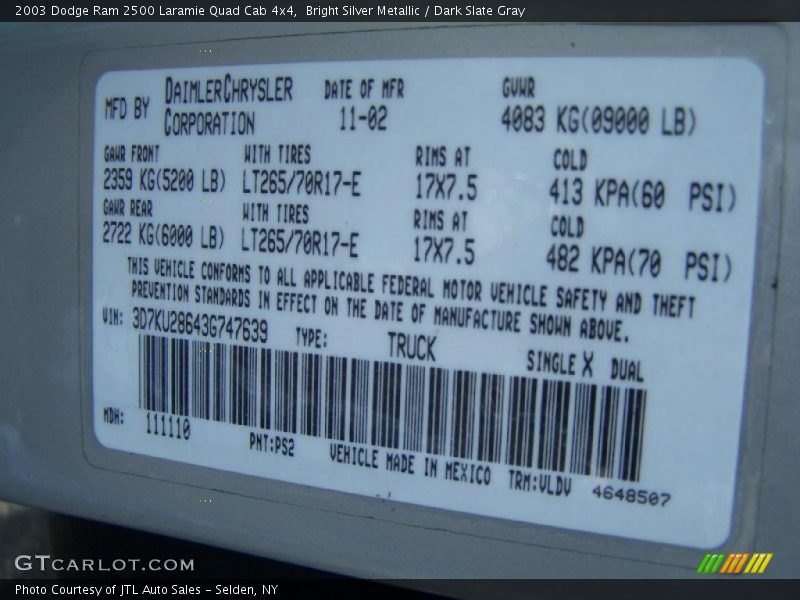 2003 Dodge Ram 2500 Laramie Quad Cab 4x4,  Bright Silver Metallic / Dark Slate Gray
MFD BY DAIMLERCHRYSLER CORPORATION DATE OF MFR 11-02 GVWR 4083 KG(09000 LB)
GAWR FRONT WITH TIRES RIMS AT COLD
2359 KG(5200 LB) LT265/70R17-E 17X7.5 413 KPA(60 PSI)
GAWR REAR WITH TIRES RIMS AT COLD
2722 KG(6000 LB) LT265/70R17-E 17X7.5 482 KPA(70 PSI)
THIS VEHICLE CONFORMS TO ALL APPLICABLE FEDERAL MOTOR VEHICLE SAFETY AND THEFT
PREVENTION STANDARDS IN EFFECT ON THE DATE OF MANUFACTURE SHOWN ABOVE.
VIN: 3D7KU28643G747639 TYPE: TRUCK SINGLE X DUAL
MDH: 111110 PNT:PS2 VEHICLE MADE IN MEXICO TRM:VLDV 4648507
GTCARLOT.COM
Photo Courtesy of JTL Auto Sales - Selden, NY